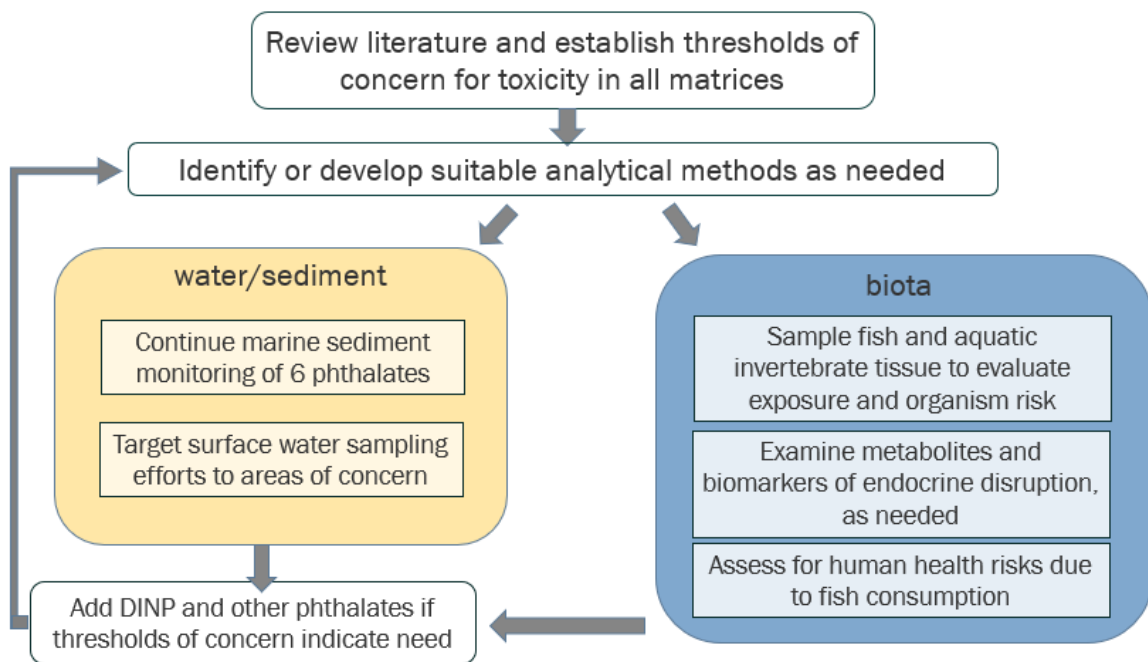 Review literature and establish thresholds of
concern for toxicity in all matrices
Identify or develop suitable analytical methods as needed
water/sediment
Continue marine sediment
monitoring of 6 phthalates
Target surface water sampling
efforts to areas of concern
biota
Sample fish and aquatic
invertebrate tissue to evaluate
exposure and organism risk
Examine metabolites and
biomarkers of endocrine disruption,
as needed
Assess for human health risks due
to fish consumption
Add DINP and other phthalates if
thresholds of concern indicate need